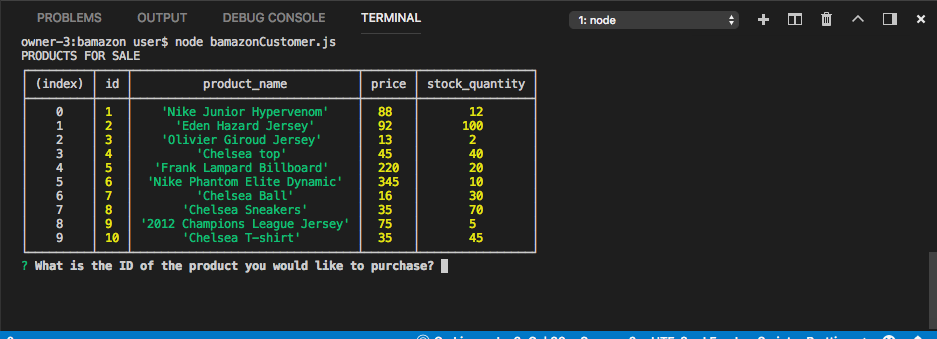 PROBLEMS OUTPUT DEBUG CONSOLE TERMINAL 1: node
owner-3:bamazon user$ node bamazonCustomer.js
PRODUCTS FOR SALE
(index) id product_name price stock_quantity
0 1 'Nike Junior Hypervenom' 88 12
1 2 'Eden Hazard Jersey' 92 100
2 3 'Olivier Giroud Jersey' 13 2
3 4 'Chelsea top' 45 40
4 5 'Frank Lampard Billboard' 220 20
5 6 'Nike Phantom Elite Dynamic' 345 10
6 7 'Chelsea Ball' 16 30
7 8 'Chelsea Sneakers' 35 70
8 9 '2012 Champions League Jersey' 75 5
9 10 'Chelsea T-shirt' 35 45
? What is the ID of the product you would like to purchase?